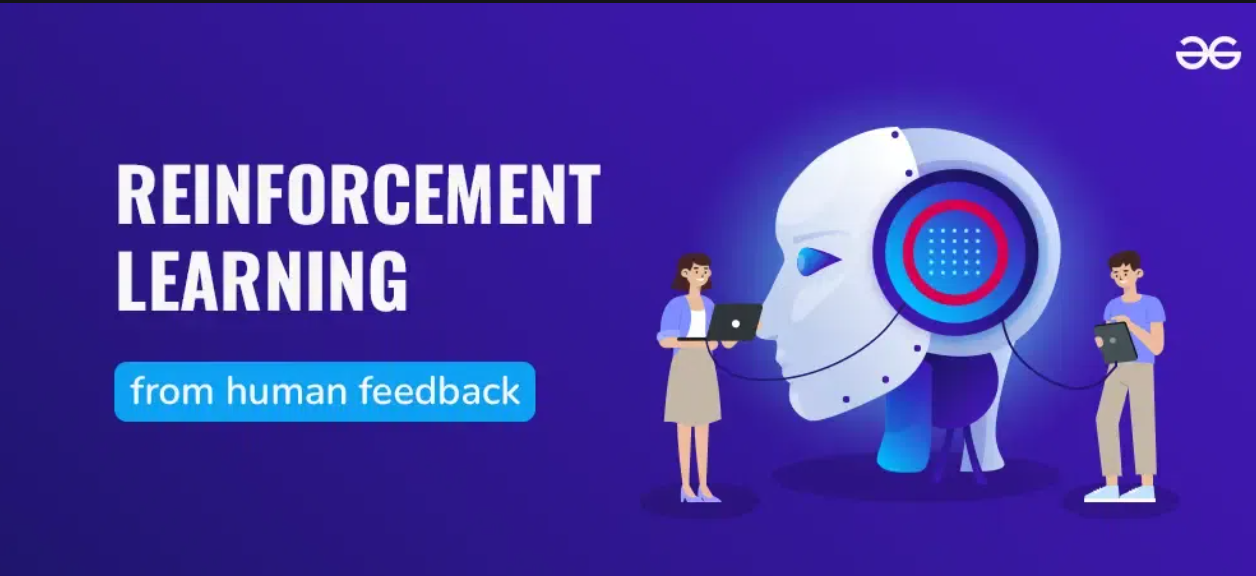 REINFORCEMENT
LEARNING
from human feedback